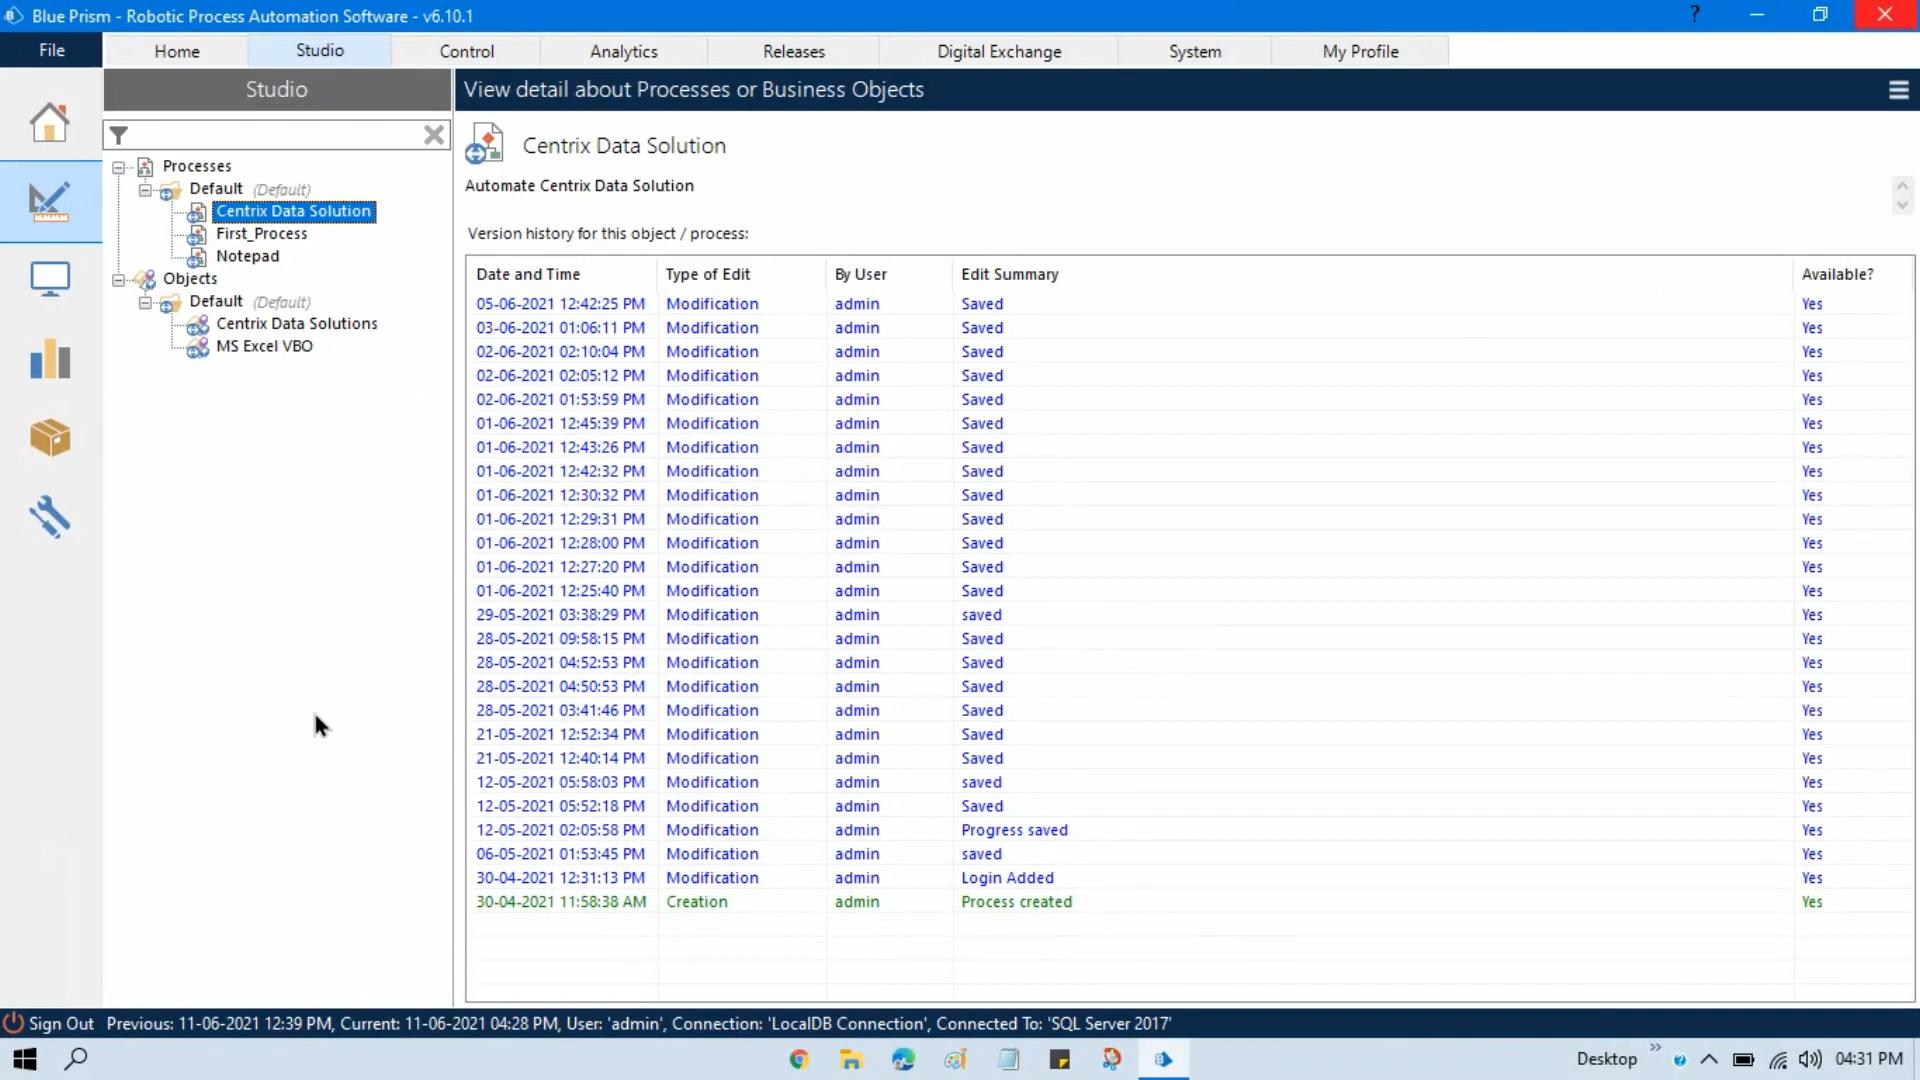 Blue Prism - Robotic Process Automation Software - v6.10.1
?
File Home Studio Control Analytics Releases Digital Exchange System My Profile
Studio
View detail about Processes or Business Objects
Centrix Data Solution
Automate Centrix Data Solution
Processes
Default (Default)
Centrix Data Solution
First_Process
Notepad
Objects
Default (Default)
Centrix Data Solutions
MS Excel VBO
Version history for this object / process:
Date and Time Type of Edit By User Edit Summary Available?
05-06-2021 12:42:25 PM Modification admin Saved Yes
03-06-2021 01:06:11 PM Modification admin Saved Yes
02-06-2021 02:10:04 PM Modification admin Saved Yes
02-06-2021 02:05:12 PM Modification admin Saved Yes
02-06-2021 01:53:59 PM Modification admin Saved Yes
01-06-2021 12:45:39 PM Modification admin Saved Yes
01-06-2021 12:43:26 PM Modification admin Saved Yes
01-06-2021 12:42:32 PM Modification admin Saved Yes
01-06-2021 12:30:32 PM Modification admin Saved Yes
01-06-2021 12:29:31 PM Modification admin Saved Yes
01-06-2021 12:28:00 PM Modification admin Saved Yes
01-06-2021 12:27:20 PM Modification admin Saved Yes
01-06-2021 12:25:40 PM Modification admin Saved Yes
29-05-2021 03:38:29 PM Modification admin saved Yes
28-05-2021 09:58:15 PM Modification admin Saved Yes
28-05-2021 04:52:53 PM Modification admin Saved Yes
28-05-2021 04:50:53 PM Modification admin Saved Yes
28-05-2021 03:41:46 PM Modification admin Saved Yes
21-05-2021 12:52:34 PM Modification admin Saved Yes
21-05-2021 12:40:14 PM Modification admin Saved Yes
12-05-2021 05:58:03 PM Modification admin saved Yes
12-05-2021 05:52:18 PM Modification admin Saved Yes
12-05-2021 02:05:58 PM Modification admin Progress saved Yes
06-05-2021 01:53:45 PM Modification admin saved Yes
30-04-2021 12:31:13 PM Modification admin Login Added Yes
30-04-2021 11:58:38 AM Creation admin Process created Yes
Sign Out Previous: 11-06-2021 12:39 PM, Current: 11-06-2021 04:28 PM, User: 'admin', Connection: 'LocalDB Connection', Connected To: 'SQL Server 2017'
Desktop 04:31 PM